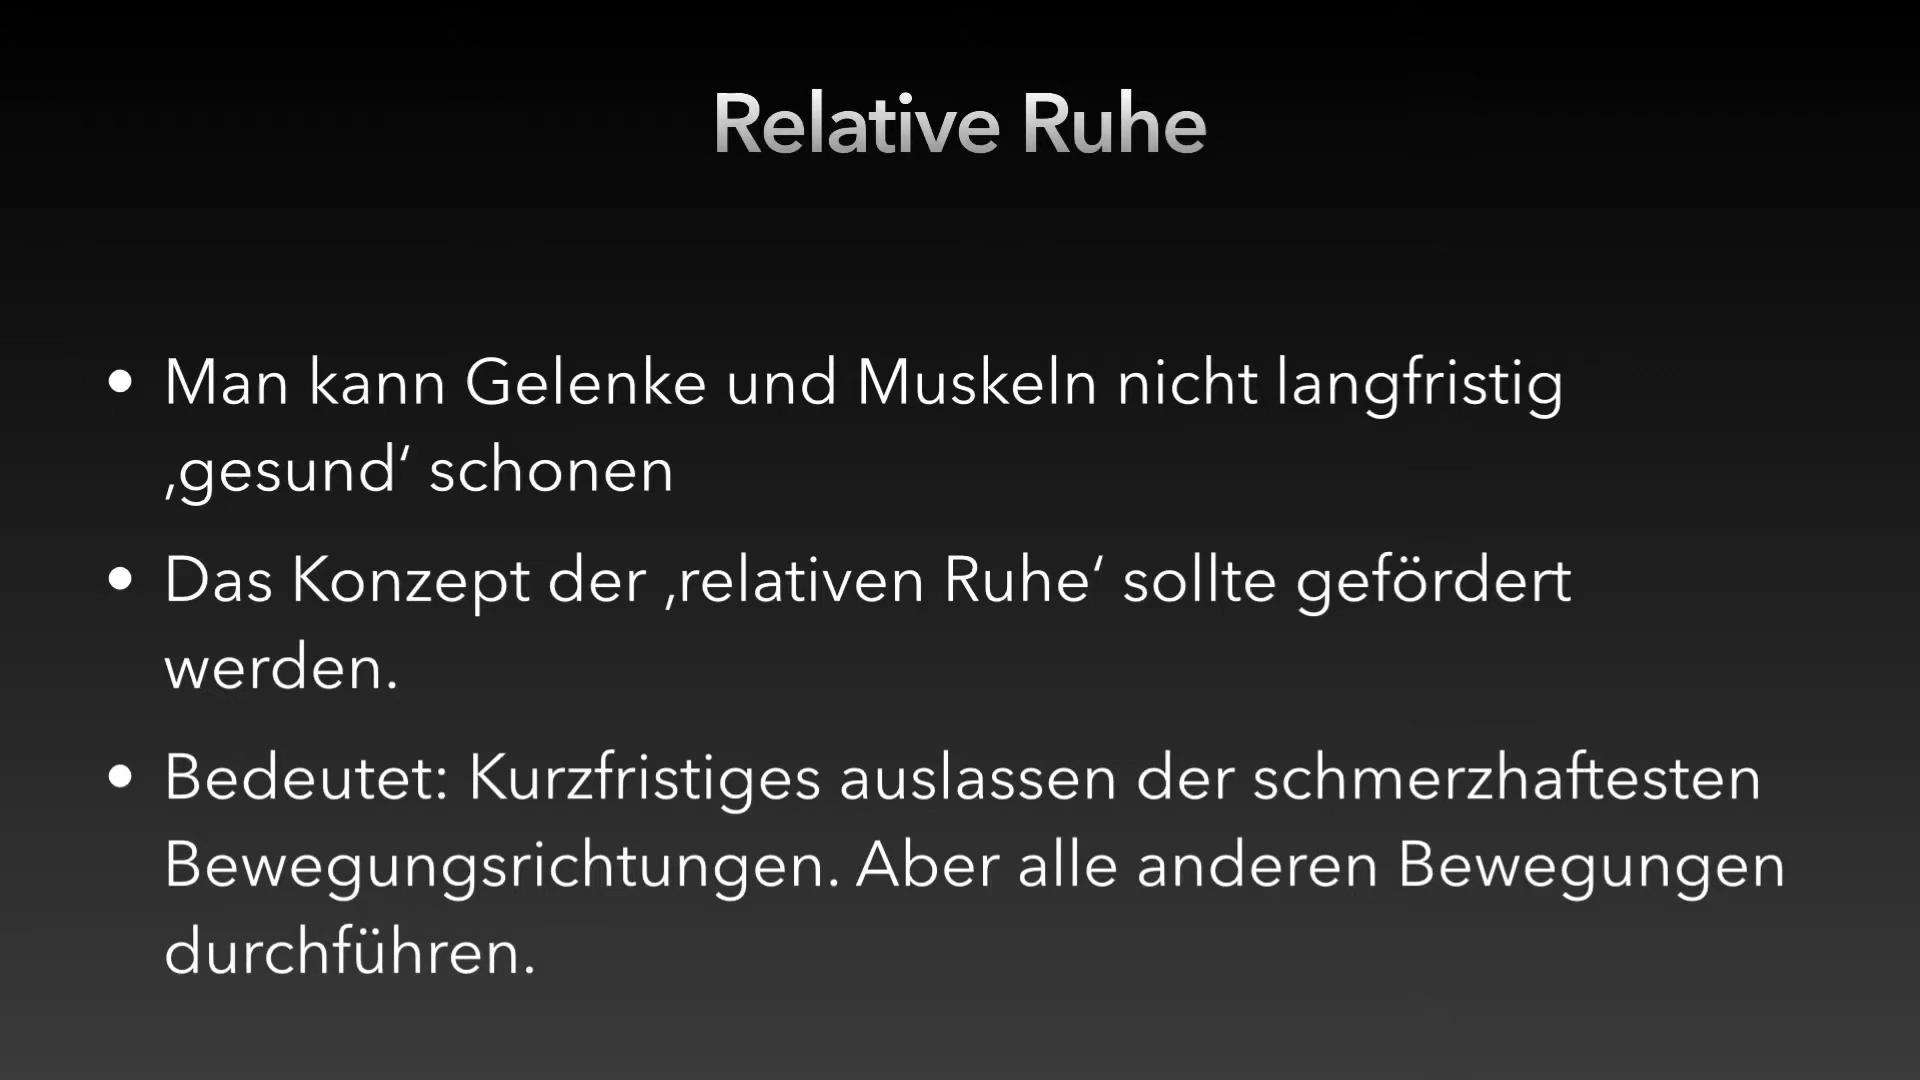 Relative Ruhe
• Man kann Gelenke und Muskeln nicht langfristig
‚gesund‘ schonen
• Das Konzept der ‚relativen Ruhe‘ sollte gefördert
werden.
• Bedeutet: Kurzfristiges auslassen der schmerzhaftesten
Bewegungsrichtungen. Aber alle anderen Bewegungen
durchführen.